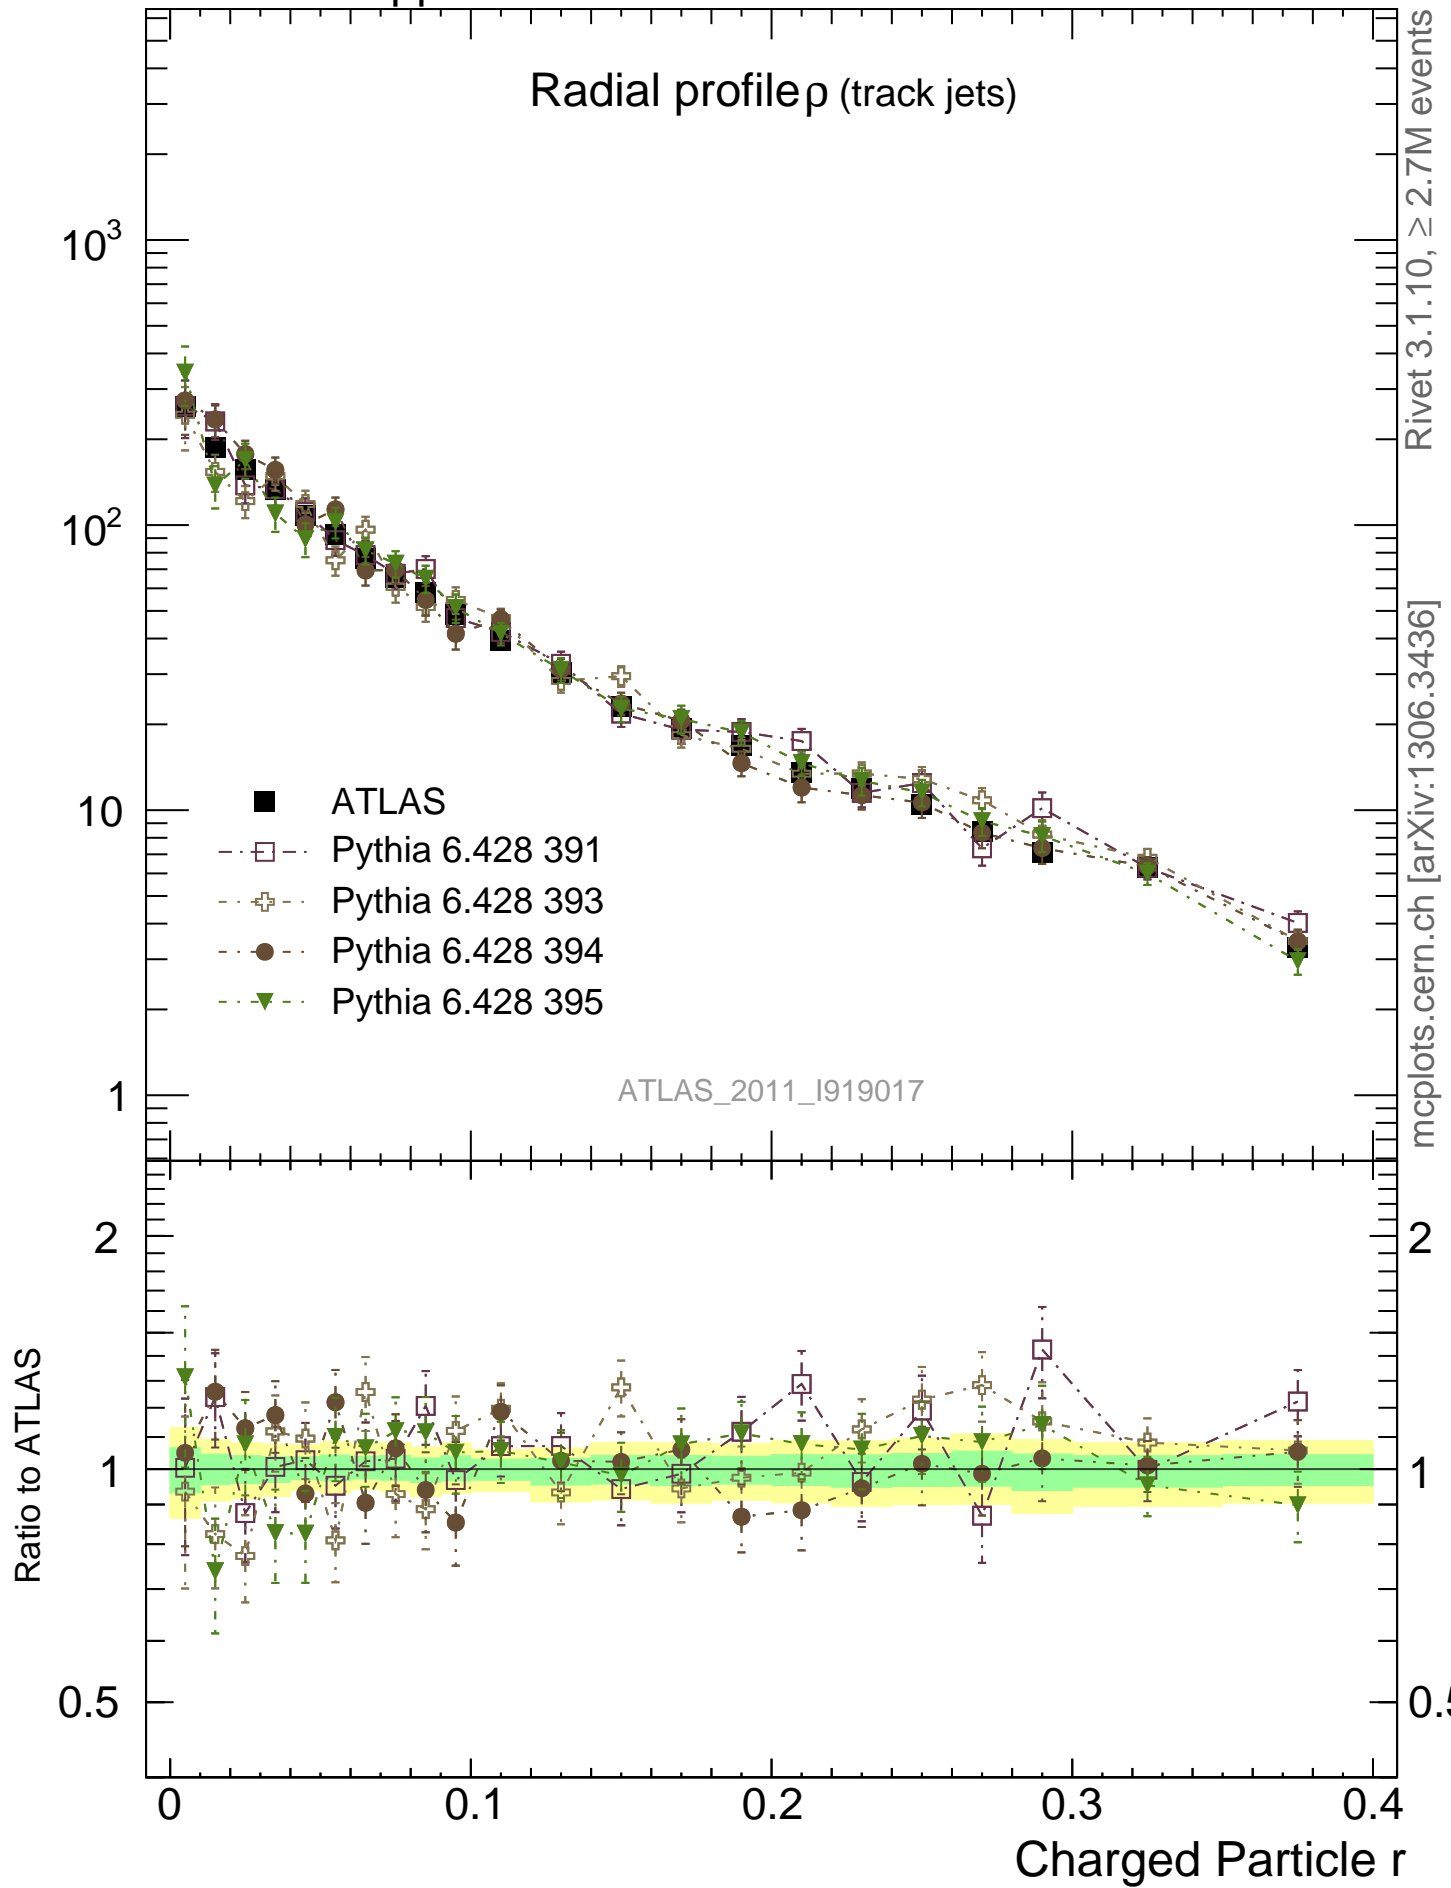 pp
Radial profile ρ (track jets)
10³
10²
10
1
ATLAS
Pythia 6.428 391
Pythia 6.428 393
Pythia 6.428 394
Pythia 6.428 395
ATLAS_2011_I919017
Rivet 3.1.10, ≥ 2.7M events
mcplots.cern.ch [arXiv:1306.3436]
Ratio to ATLAS
2
1
0.5
2
1
0.5
0
0.1
0.2
0.3
0.4
Charged Particle r